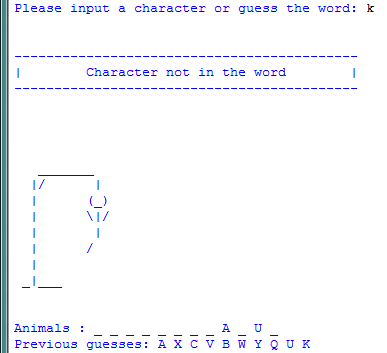 Please input a character or guess the word: k
Character not in the word
Animals : _ _ _ _ _ _ _ _ A _ U _
Previous guesses: A X C V B W Y Q U K